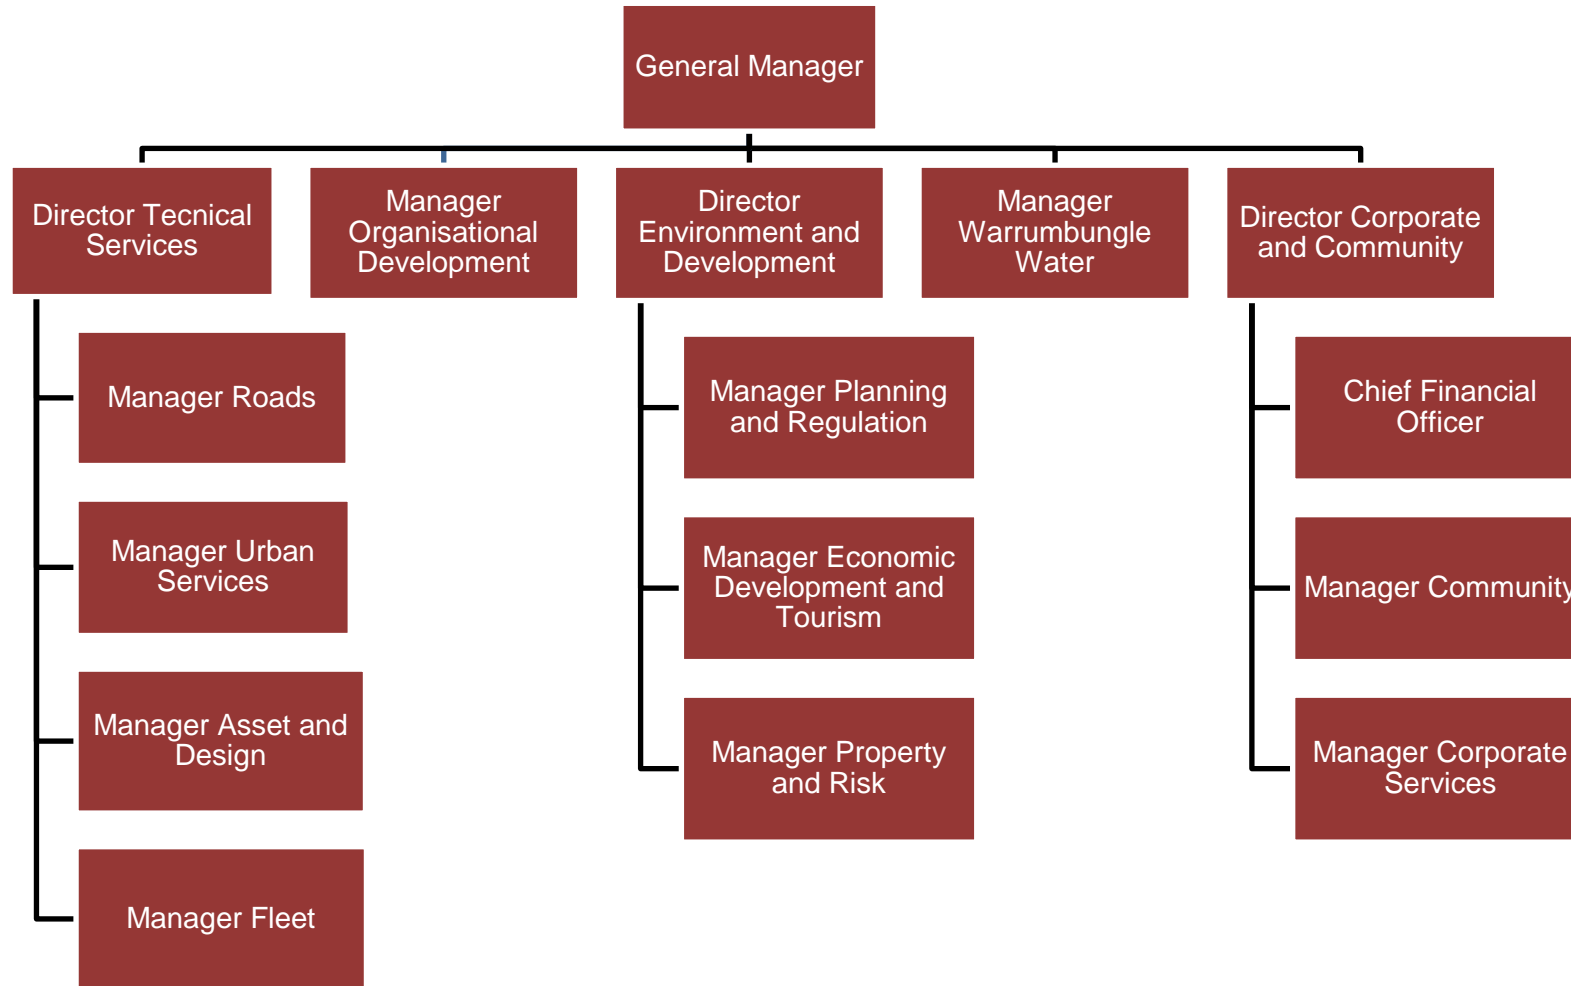 General Manager
Director Tecnical
Services
Manager
Organisational
Development
Director
Environment and
Development
Manager
Warrumbungle
Water
Director Corporate
and Community
Manager Roads
Manager Urban
Services
Manager Asset and
Design
Manager Fleet
Manager Planning
and Regulation
Manager Economic
Development and
Tourism
Manager Property
and Risk
Chief Financial
Officer
Manager Community
Manager Corporate
Services